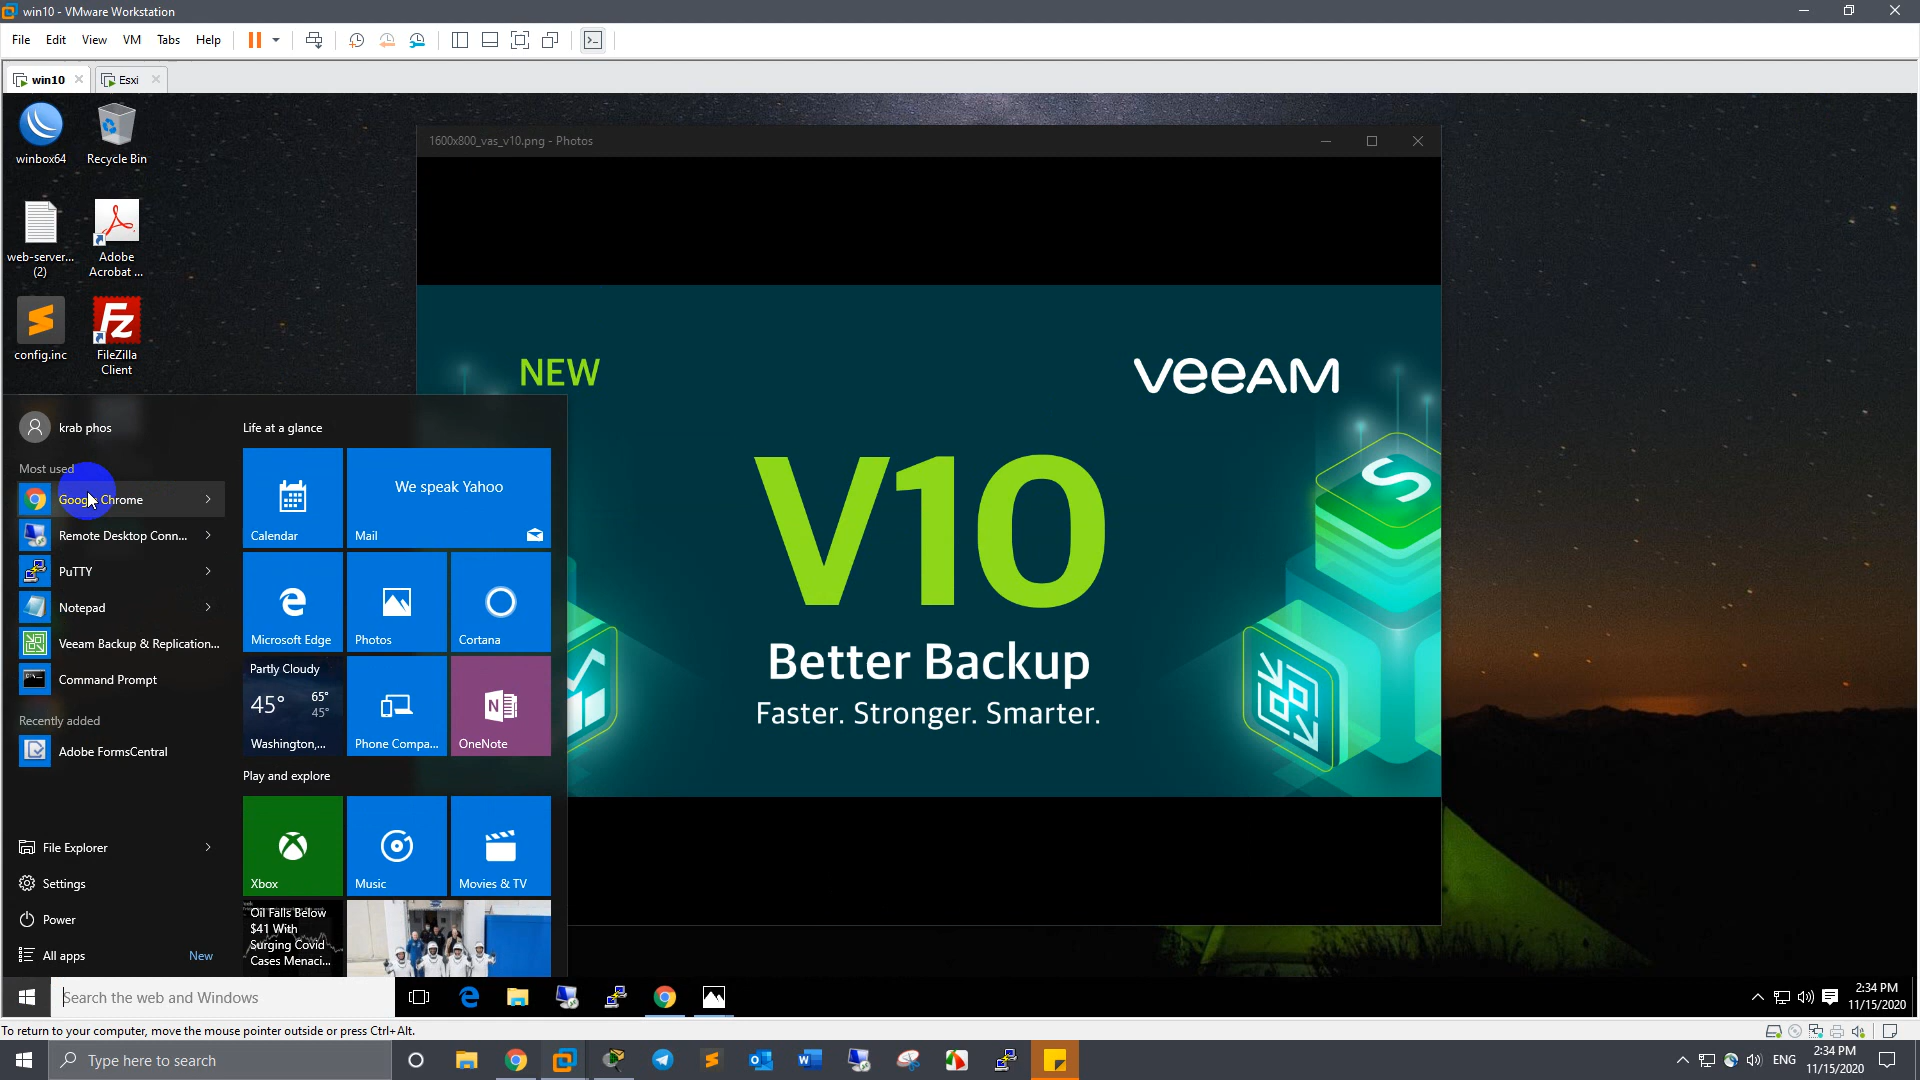 win10 - VMware Workstation
File Edit View VM Tabs Help
win10 Esxi
winbox64 Recycle Bin
1600x800_vas_v10.png - Photos
web-server...
(2)
Adobe
Acrobat ...
config.inc
FileZilla
Client
NEW
veeAM
V10
Better Backup
Faster. Stronger. Smarter.
krab phos
Most used
Google Chrome
Remote Desktop Conn...
PuTTY
Notepad
Veeam Backup & Replication...
Command Prompt
Recently added
Adobe FormsCentral
File Explorer
Settings
Power
All apps New
Life at a glance
Calendar
We speak Yahoo
Mail
Microsoft Edge
Photos
Cortana
Partly Cloudy
45° 65°
45°
Washington,...
Phone Compa...
OneNote
Play and explore
Xbox
Music
Movies & TV
Oil Falls Below
$41 With
Surging Covid
Cases Menaci...
Search the web and Windows
2:34 PM
11/15/2020
To return to your computer, move the mouse pointer outside or press Ctrl+Alt.
Type here to search
ENG
2:34 PM
11/15/2020